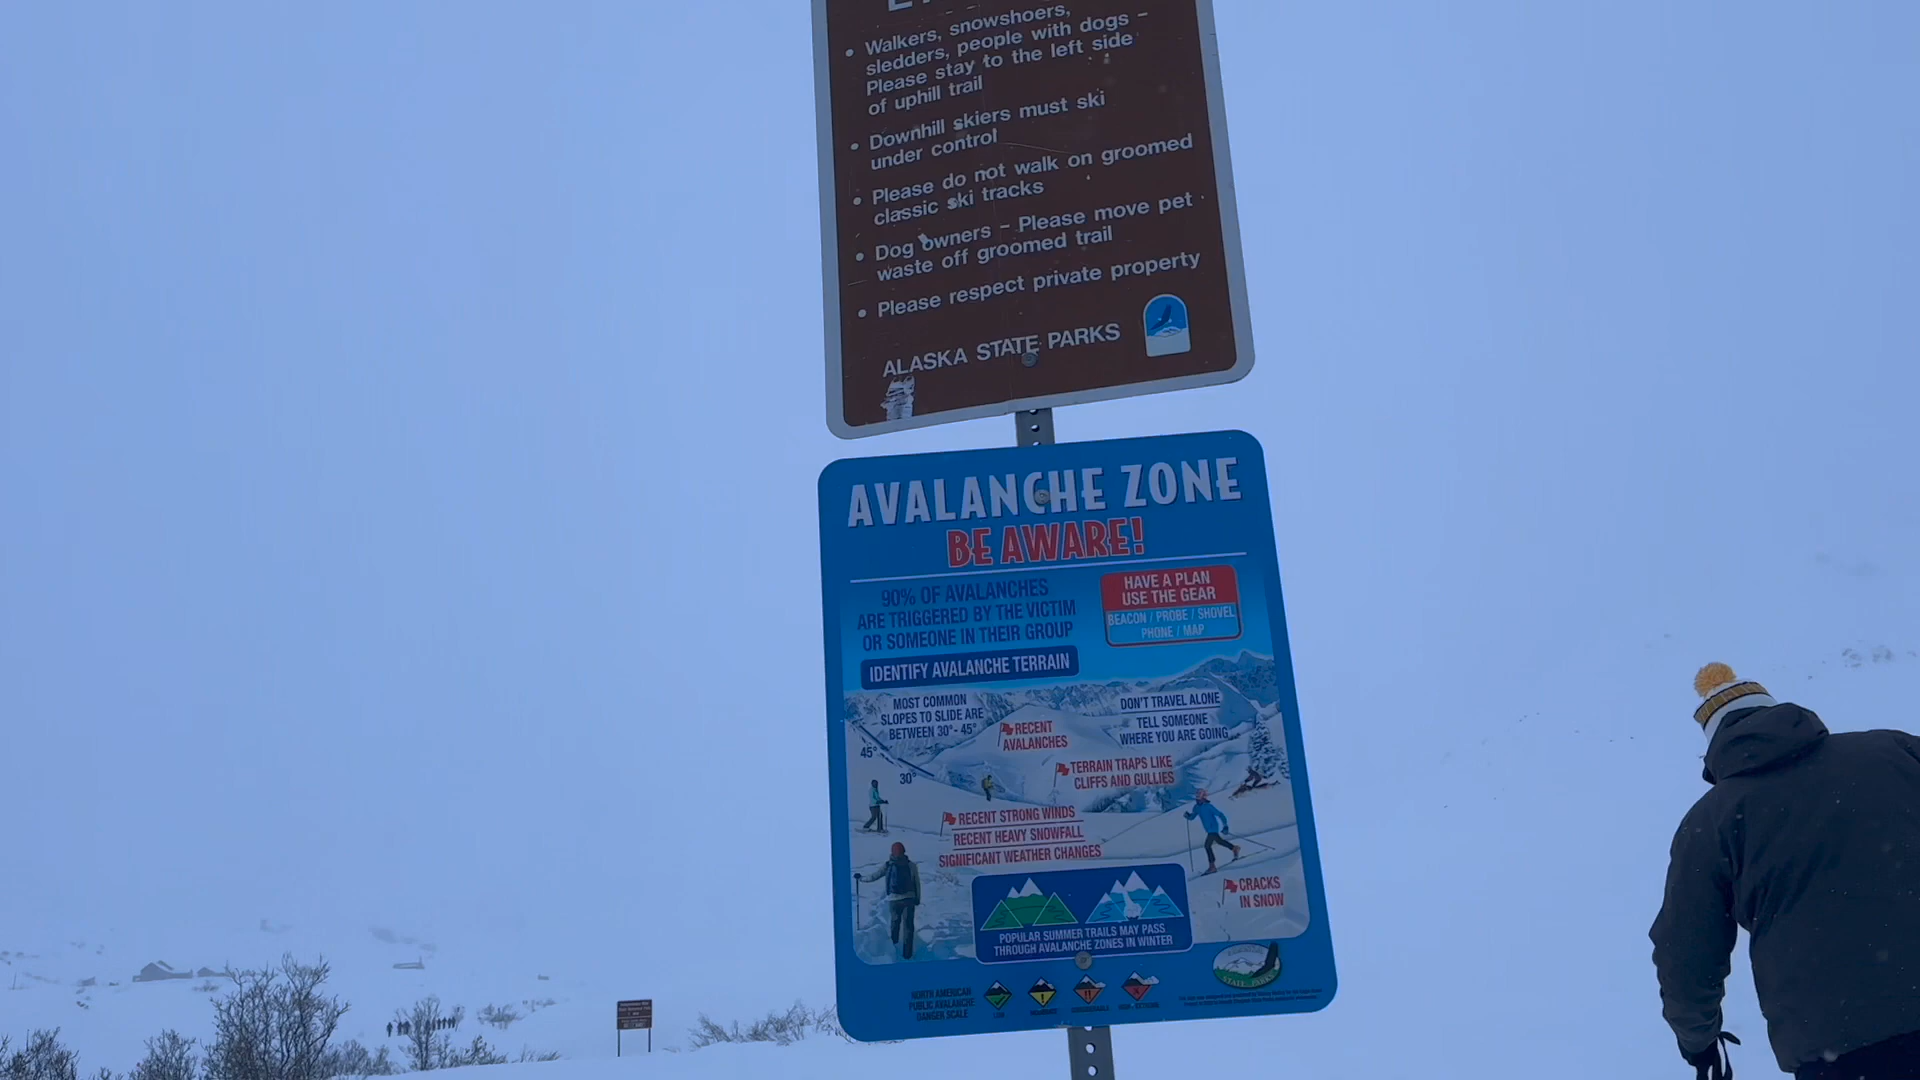 • Walkers, snowshoers,
sledders, people with dogs –
Please stay to the left side
of uphill trail
• Downhill skiers must ski
under control
• Please do not walk on groomed
classic ski tracks
• Dog owners – Please move pet
waste off groomed trail
• Please respect private property
ALASKA STATE PARKS
AVALANCHE ZONE
BE AWARE!
90% OF AVALANCHES
ARE TRIGGERED BY THE VICTIM
OR SOMEONE IN THEIR GROUP
HAVE A PLAN
USE THE GEAR
BEACON / PROBE / SHOVEL
PHONE / MAP
IDENTIFY AVALANCHE TERRAIN
MOST COMMON
SLOPES TO SLIDE ARE
BETWEEN 30°- 45°
45°
30°
RECENT
AVALANCHES
DON'T TRAVEL ALONE
TELL SOMEONE
WHERE YOU ARE GOING
TERRAIN TRAPS LIKE
CLIFFS AND GULLIES
RECENT STRONG WINDS
RECENT HEAVY SNOWFALL
SIGNIFICANT WEATHER CHANGES
CRACKS
IN SNOW
POPULAR SUMMER TRAILS MAY PASS
THROUGH AVALANCHE ZONES IN WINTER
NORTH AMERICAN
PUBLIC AVALANCHE
DANGER SCALE
LOW
STATE PARKS